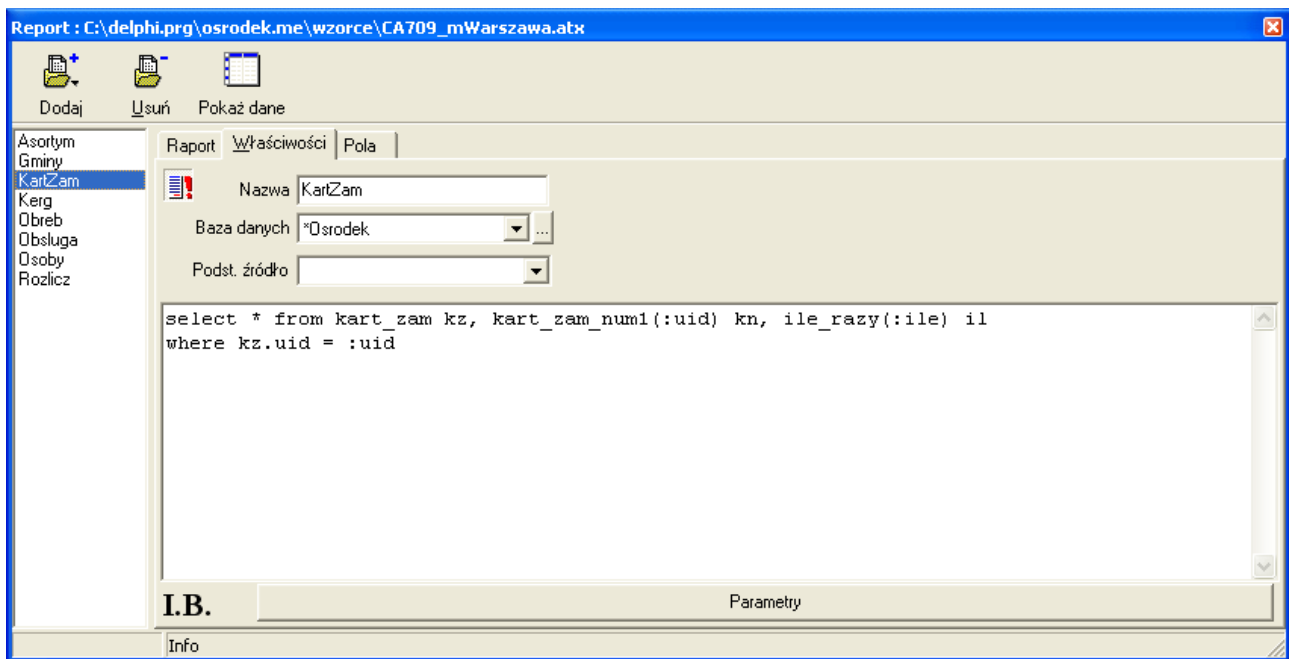 Report : C:\delphi.prg\osrodek.me\wzorce\CA709_mWarszawa.atx
Dodaj Usuń Pokaż dane
Asortym
Gminy
KartZam
Kerg
Obreb
Obsluga
Osoby
Rozlicz
Raport Właściwości Pola
Nazwa KartZam
Baza danych *Osrodek ...
Podst. źródło
select * from kart_zam kz, kart_zam_num1(:uid) kn, ile_razy(:ile) il
where kz.uid = :uid
I.B. Parametry
Info